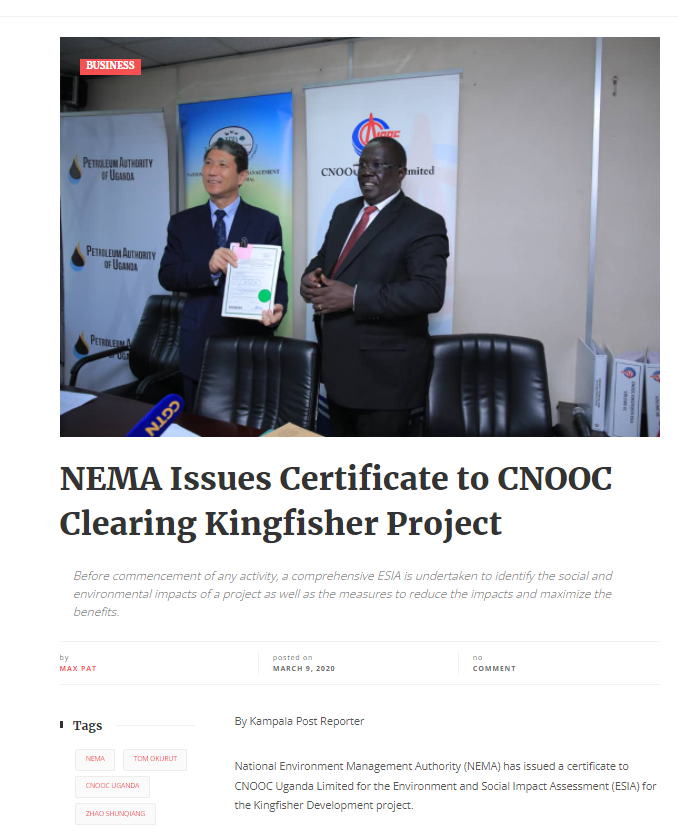 BUSINESS
PETROLEUM AUTHORITY
OF UGANDA
PETROLEUM AUTHORITY
OF UGANDA
CGTN
NEMA Issues Certificate to CNOOC
Clearing Kingfisher Project
Before commencement of any activity, a comprehensive ESIA is undertaken to identify the social and
environmental impacts of a project as well as the measures to reduce the impacts and maximize the
benefits.
by
MAX PAT
posted on
MARCH 9, 2020
no
COMMENT
Tags
NEMA
TOM OKURUT
CNOOC UGANDA
ZHAO SHUNQIANG
By Kampala Post Reporter
National Environment Management Authority (NEMA) has issued a certificate to
CNOOC Uganda Limited for the Environment and Social Impact Assessment (ESIA) for
the Kingfisher Development project.